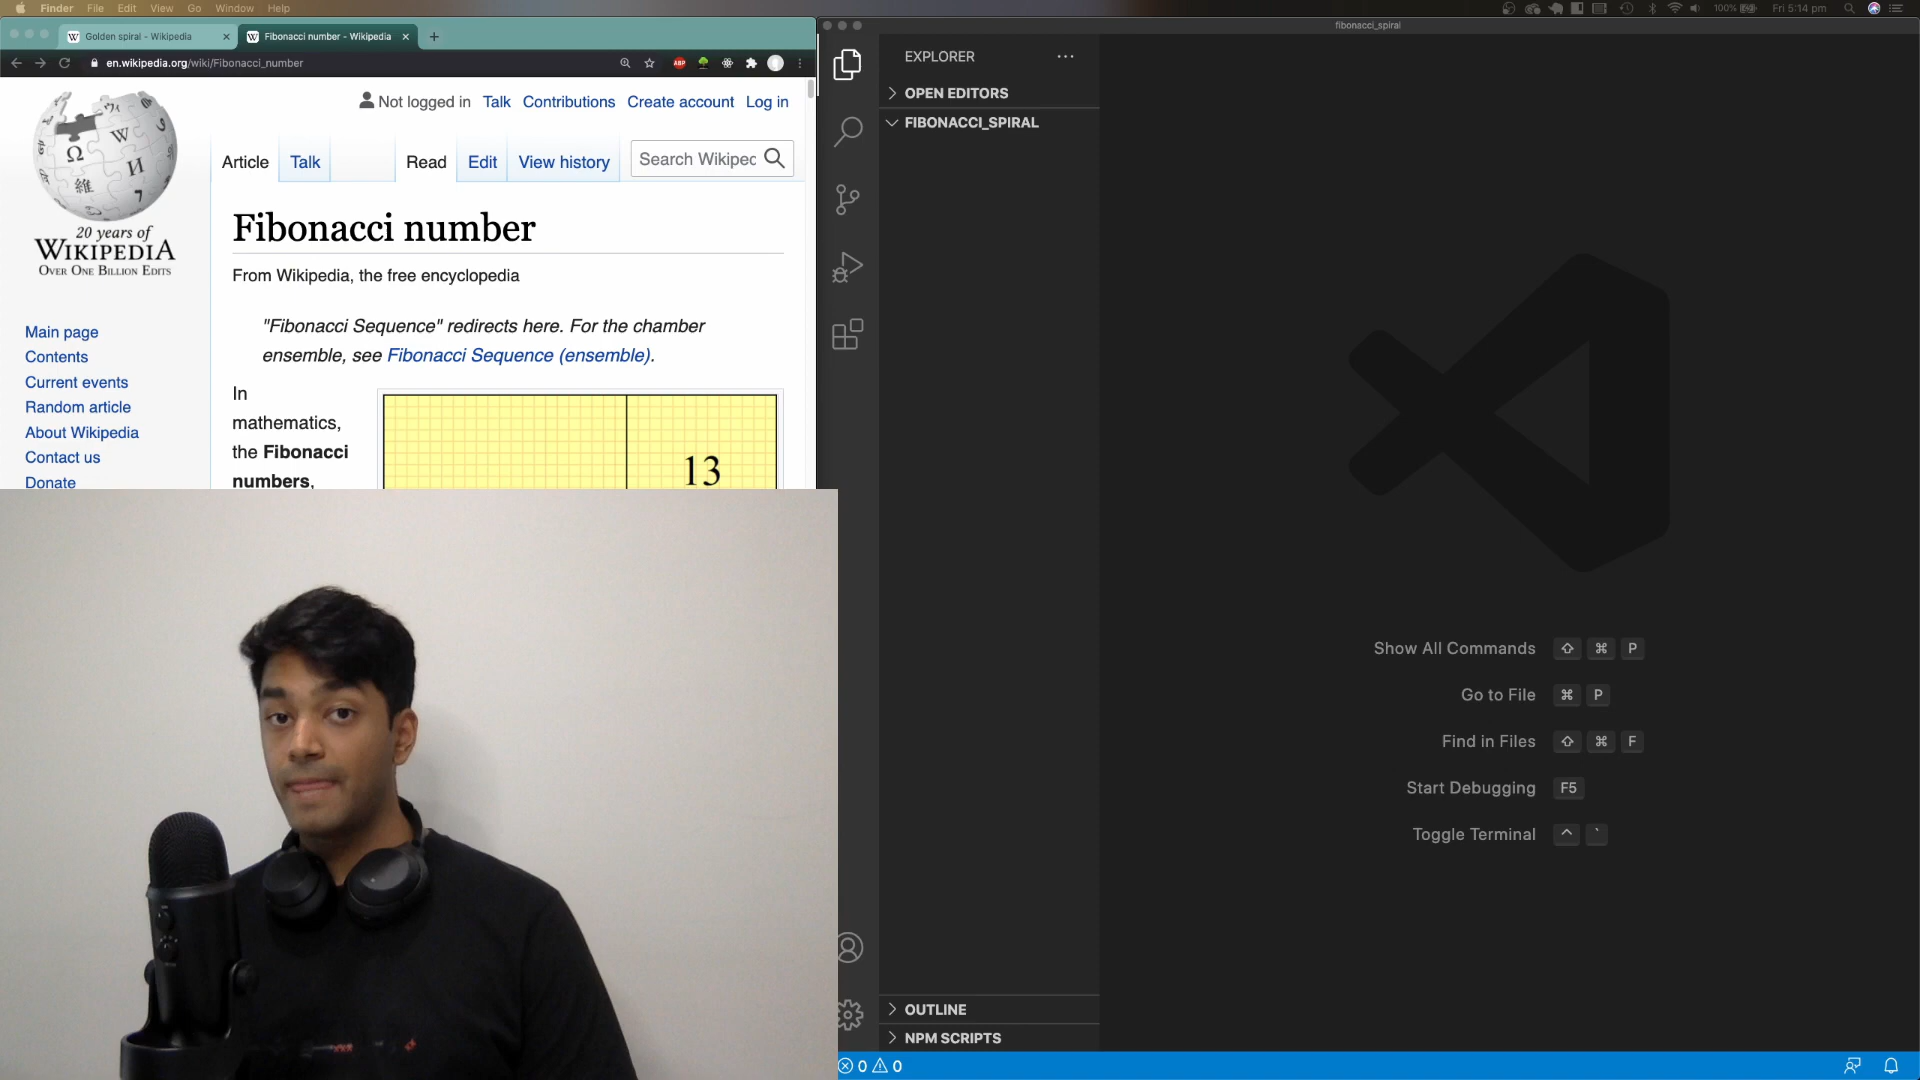 Finder File Edit View Go Window Help
100% Fri 5:14 pm
Golden spiral - Wikipedia
Fibonacci number - Wikipedia
en.wikipedia.org/wiki/Fibonacci_number
ABP
Not logged in Talk Contributions Create account Log in
Article Talk Read Edit View history
Search Wikipec
20 years of
WIKIPEDIA
OVER ONE BILLION EDITS
Fibonacci number
From Wikipedia, the free encyclopedia
"Fibonacci Sequence" redirects here. For the chamber
ensemble, see Fibonacci Sequence (ensemble).
In
mathematics,
the Fibonacci
numbers,
13
Main page
Contents
Current events
Random article
About Wikipedia
Contact us
Donate
fibonacci_spiral
EXPLORER
OPEN EDITORS
FIBONACCI_SPIRAL
Show All Commands ⇧ ⌘ P
Go to File ⌘ P
Find in Files ⇧ ⌘ F
Start Debugging F5
Toggle Terminal ^ `
OUTLINE
NPM SCRIPTS
0 0